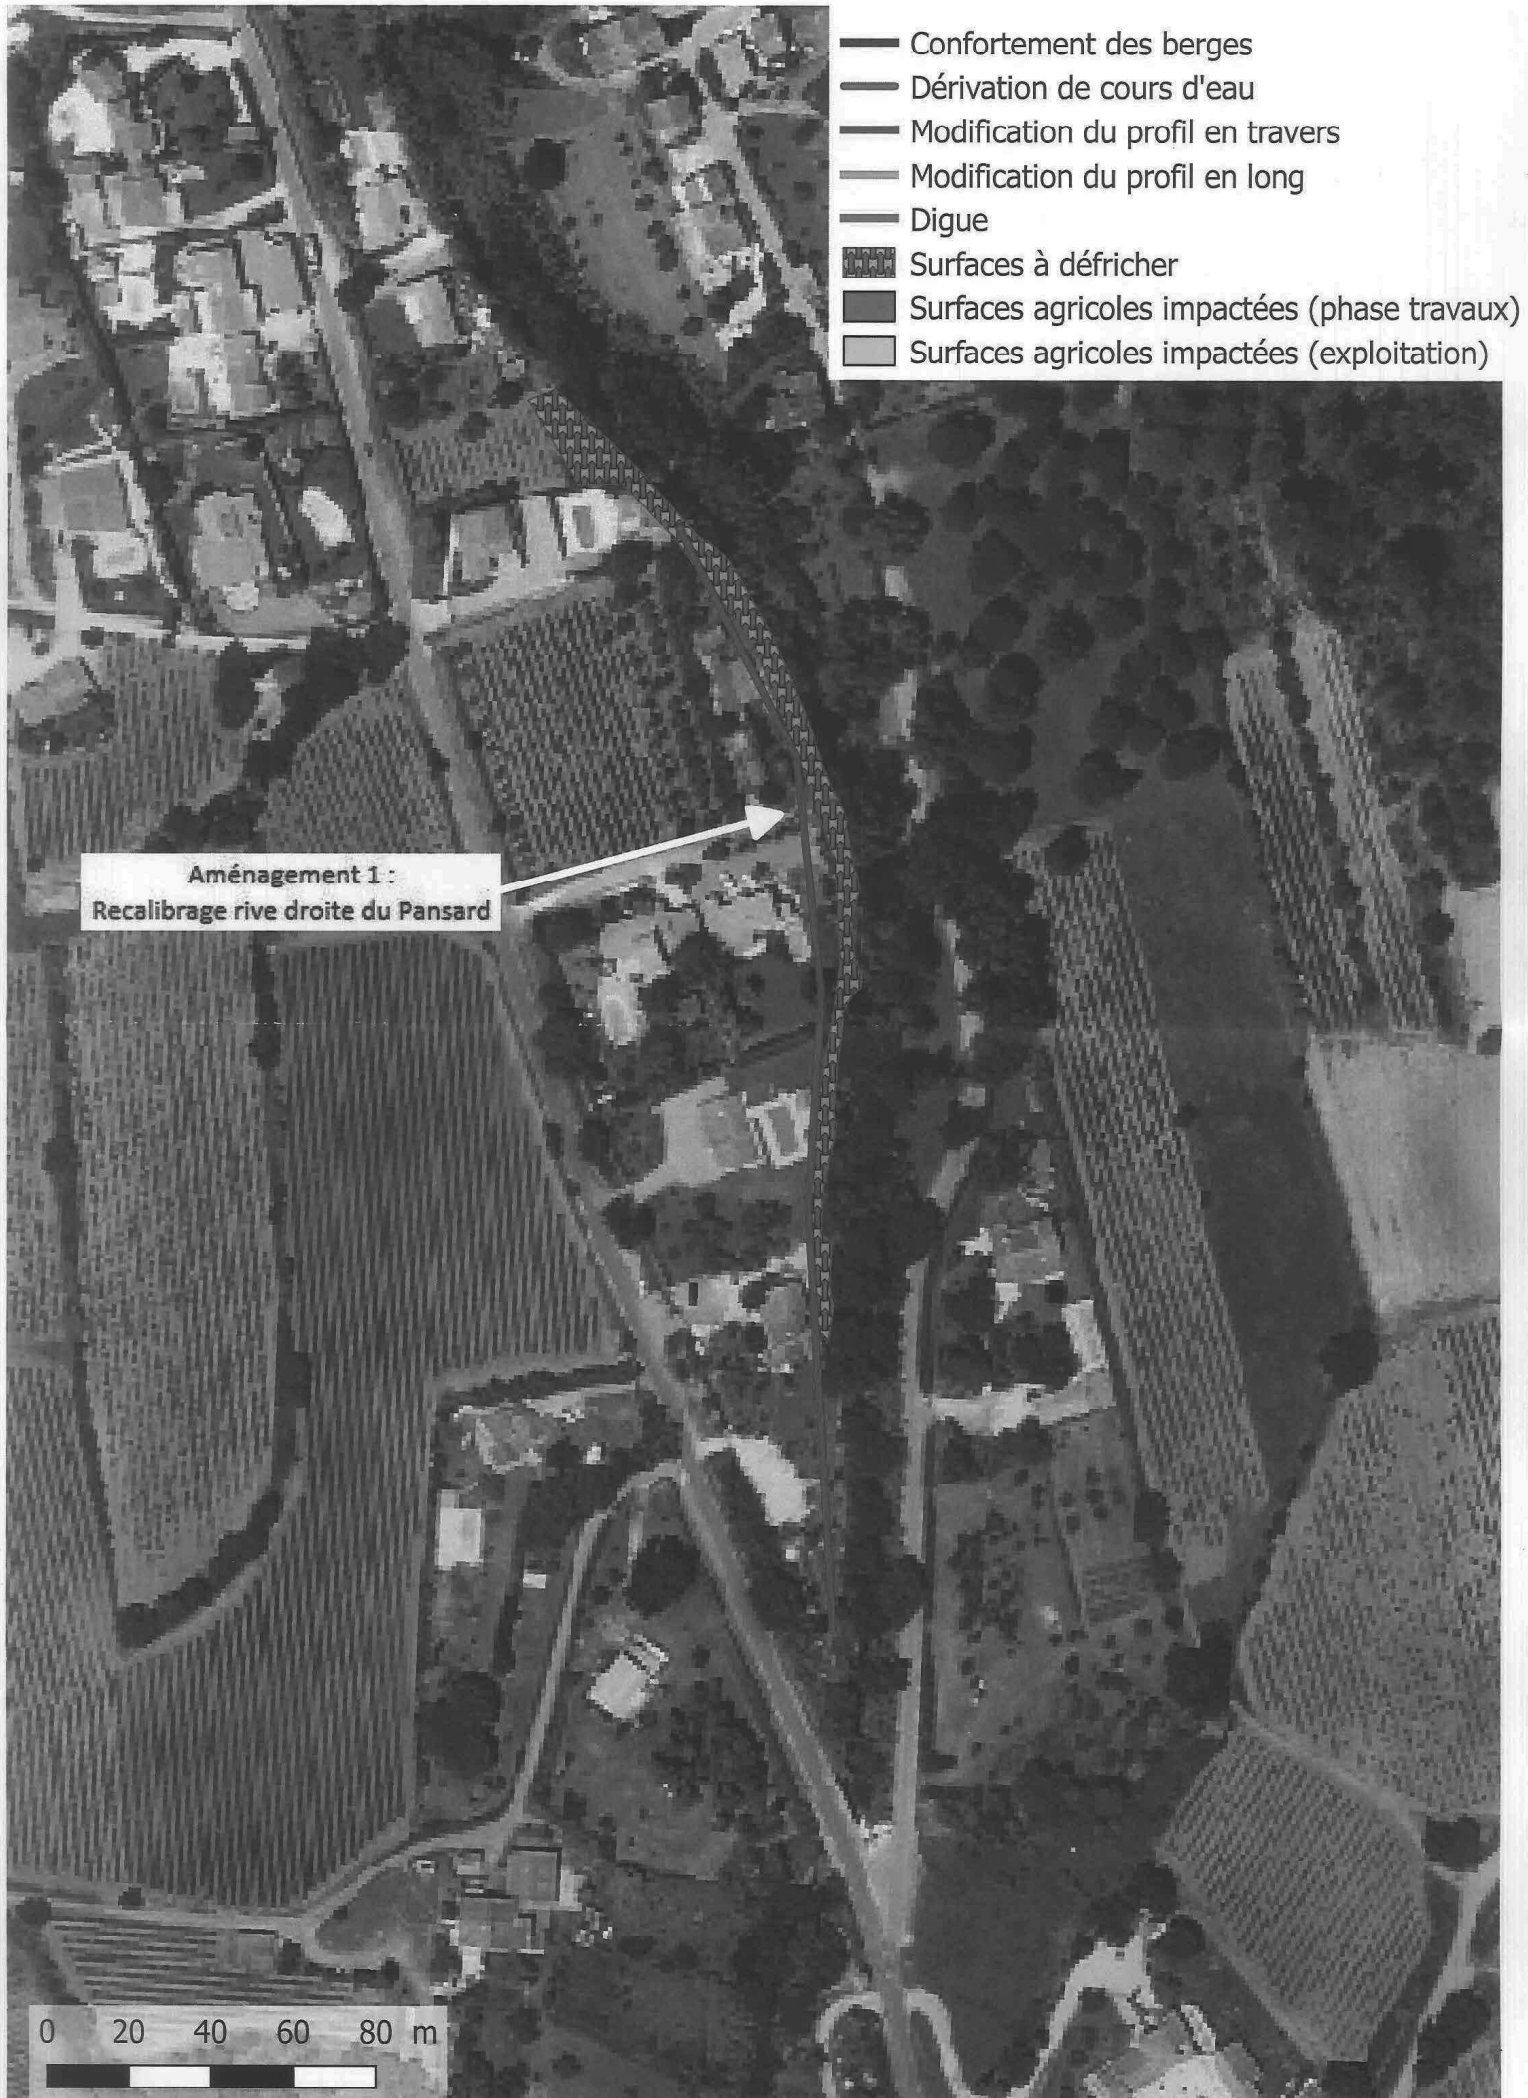 Confortement des berges
Dérivation de cours d'eau
Modification du profil en travers
Modification du profil en long
Digue
Surfaces à défricher
Surfaces agricoles impactées (phase travaux)
Surfaces agricoles impactées (exploitation)
Aménagement 1 :
Recalibrage rive droite du Pansard
0 20 40 60 80 m